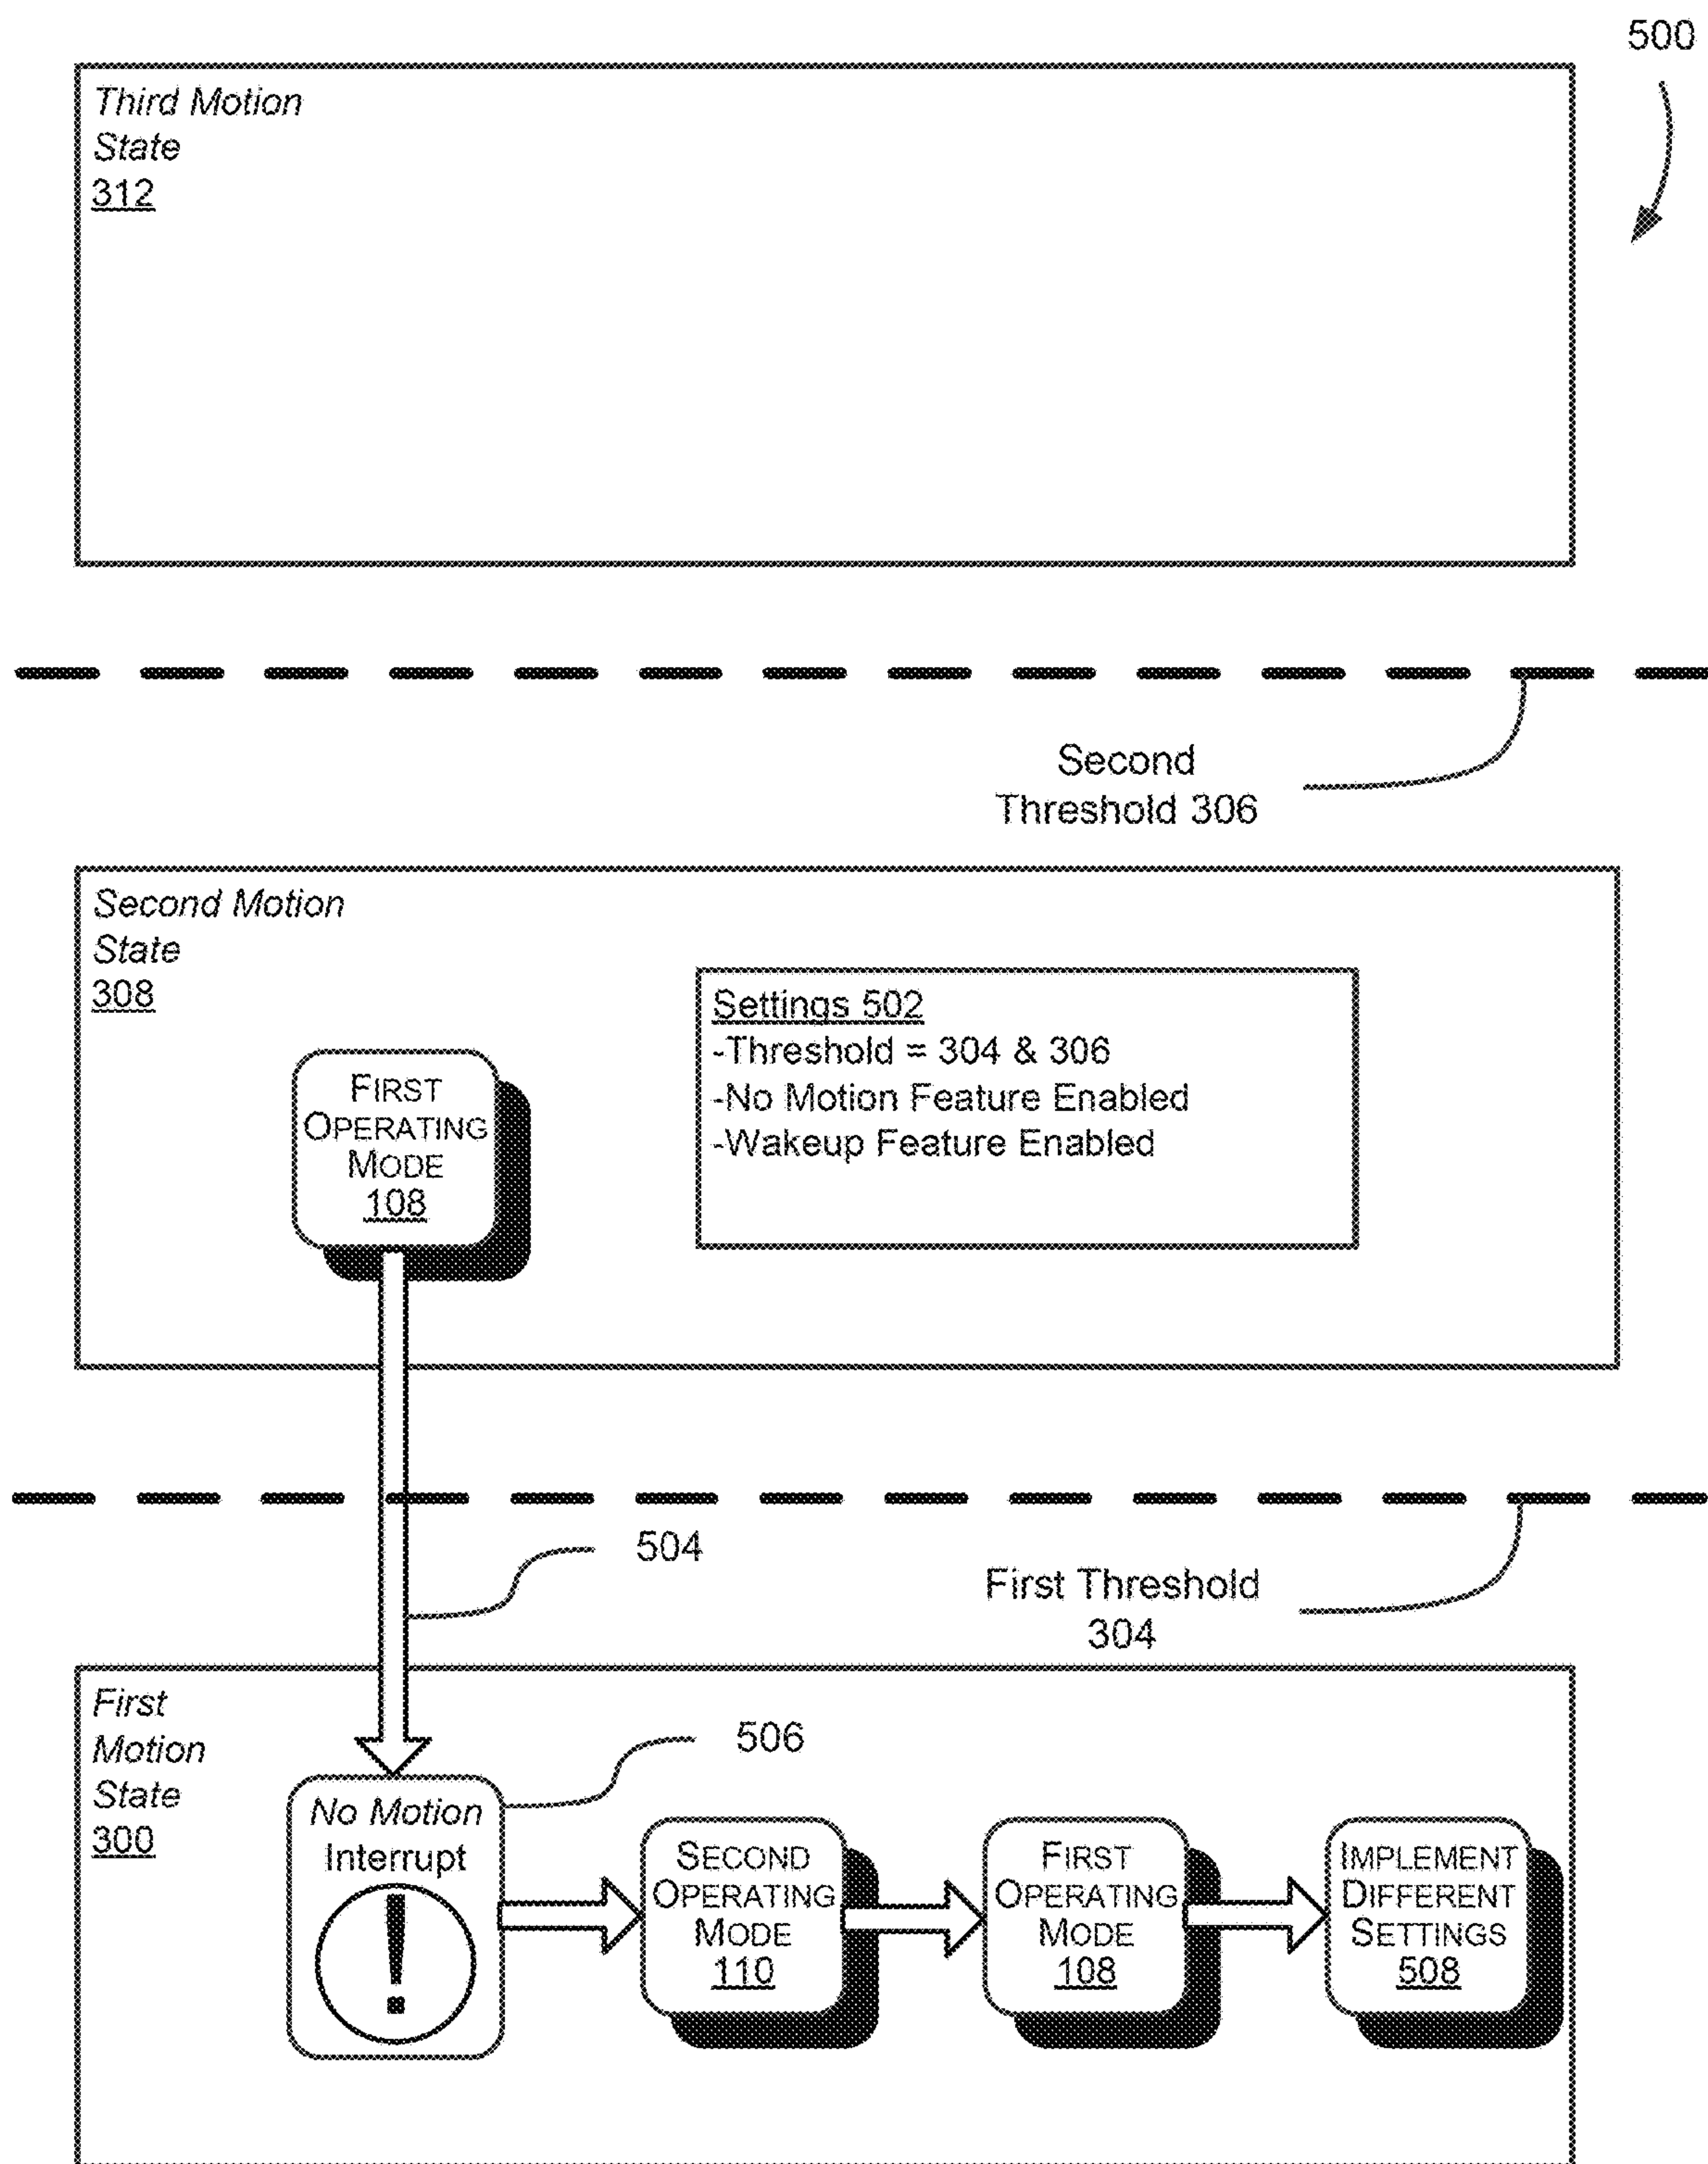 500
Third Motion
State
312
Second
Threshold 306
Second Motion
State
308
Settings 502
-Threshold = 304 & 306
-No Motion Feature Enabled
-Wakeup Feature Enabled
FIRST
OPERATING
MODE
108
504
First Threshold
304
First
Motion
State
300
506
No Motion
Interrupt
!
SECOND
OPERATING
MODE
110
FIRST
OPERATING
MODE
108
IMPLEMENT
DIFFERENT
SETTINGS
508